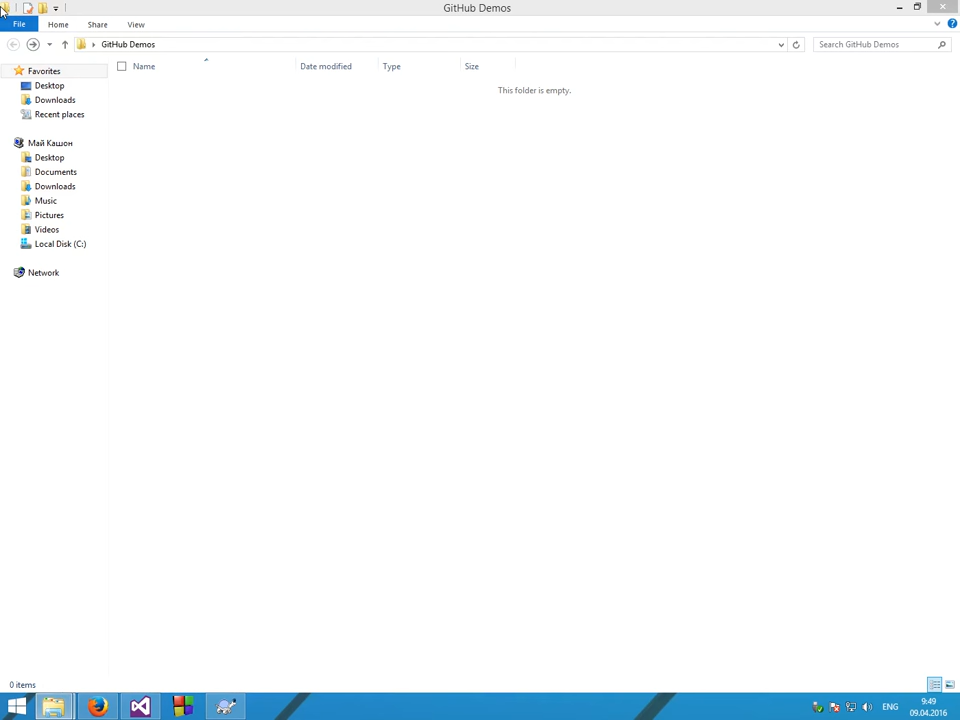 GitHub Demos
File Home Share View
GitHub Demos
Search GitHub Demos
Name Date modified Type Size
This folder is empty.
Favorites
Desktop
Downloads
Recent places
Май Кашон
Desktop
Documents
Downloads
Music
Pictures
Videos
Local Disk (C:)
Network
0 items
ENG
9:49
09.04.2016